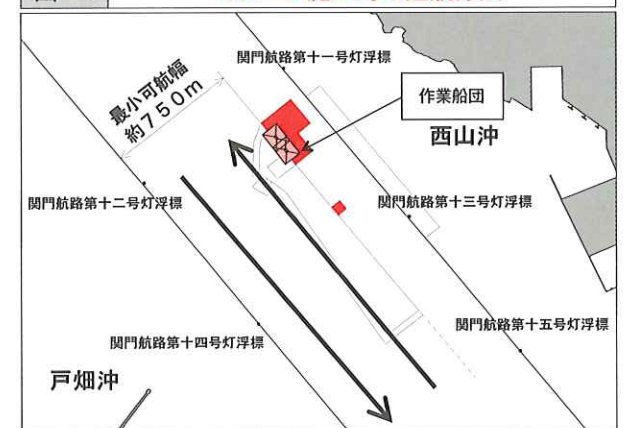 関門航路第十一号灯浮標
最小可航幅
約750m
作業船団
西山沖
関門航路第十二号灯浮標
関門航路第十三号灯浮標
関門航路第十四号灯浮標
関門航路第十五号灯浮標
戸畑沖